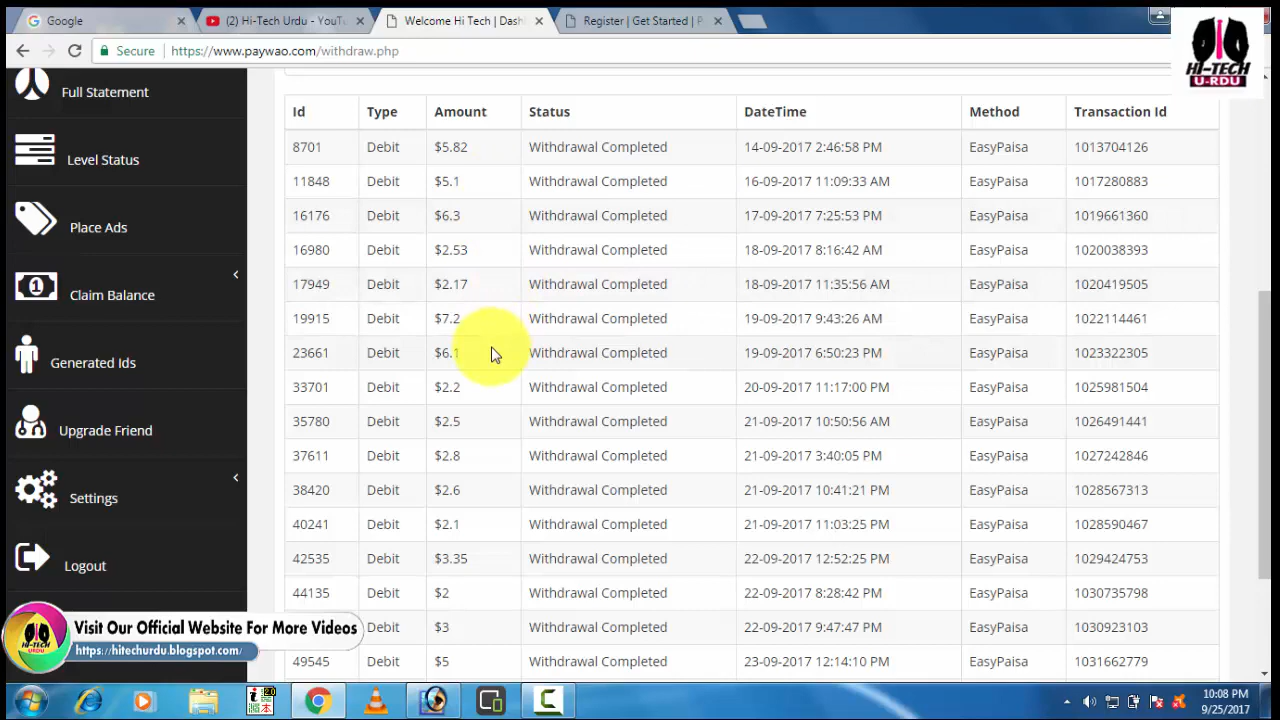 Google
(2) Hi-Tech Urdu - YouT
Welcome Hi Tech | Dash
Register | Get Started | P
Secure https://www.paywao.com/withdraw.php
HI-TECH
U-RDU
Full Statement
Level Status
Place Ads
Claim Balance
Generated Ids
Upgrade Friend
Settings
Logout
Id Type Amount Status DateTime Method Transaction Id
8701 Debit $5.82 Withdrawal Completed 14-09-2017 2:46:58 PM EasyPaisa 1013704126
11848 Debit $5.1 Withdrawal Completed 16-09-2017 11:09:33 AM EasyPaisa 1017280883
16176 Debit $6.3 Withdrawal Completed 17-09-2017 7:25:53 PM EasyPaisa 1019661360
16980 Debit $2.53 Withdrawal Completed 18-09-2017 8:16:42 AM EasyPaisa 1020038393
17949 Debit $2.17 Withdrawal Completed 18-09-2017 11:35:56 AM EasyPaisa 1020419505
19915 Debit $7.2 Withdrawal Completed 19-09-2017 9:43:26 AM EasyPaisa 1022114461
23661 Debit $6.1 Withdrawal Completed 19-09-2017 6:50:23 PM EasyPaisa 1023322305
33701 Debit $2.2 Withdrawal Completed 20-09-2017 11:17:00 PM EasyPaisa 1025981504
35780 Debit $2.5 Withdrawal Completed 21-09-2017 10:50:56 AM EasyPaisa 1026491441
37611 Debit $2.8 Withdrawal Completed 21-09-2017 3:40:05 PM EasyPaisa 1027242846
38420 Debit $2.6 Withdrawal Completed 21-09-2017 10:41:21 PM EasyPaisa 1028567313
40241 Debit $2.1 Withdrawal Completed 21-09-2017 11:03:25 PM EasyPaisa 1028590467
42535 Debit $3.35 Withdrawal Completed 22-09-2017 12:52:25 PM EasyPaisa 1029424753
44135 Debit $2 Withdrawal Completed 22-09-2017 8:28:42 PM EasyPaisa 1030735798
Debit $3 Withdrawal Completed 22-09-2017 9:47:47 PM EasyPaisa 1030923103
49545 Debit $5 Withdrawal Completed 23-09-2017 12:14:10 PM EasyPaisa 1031662779
Visit Our Official Website For More Videos
https://hitechurdu.blogspot.com/
10:08 PM
9/25/2017